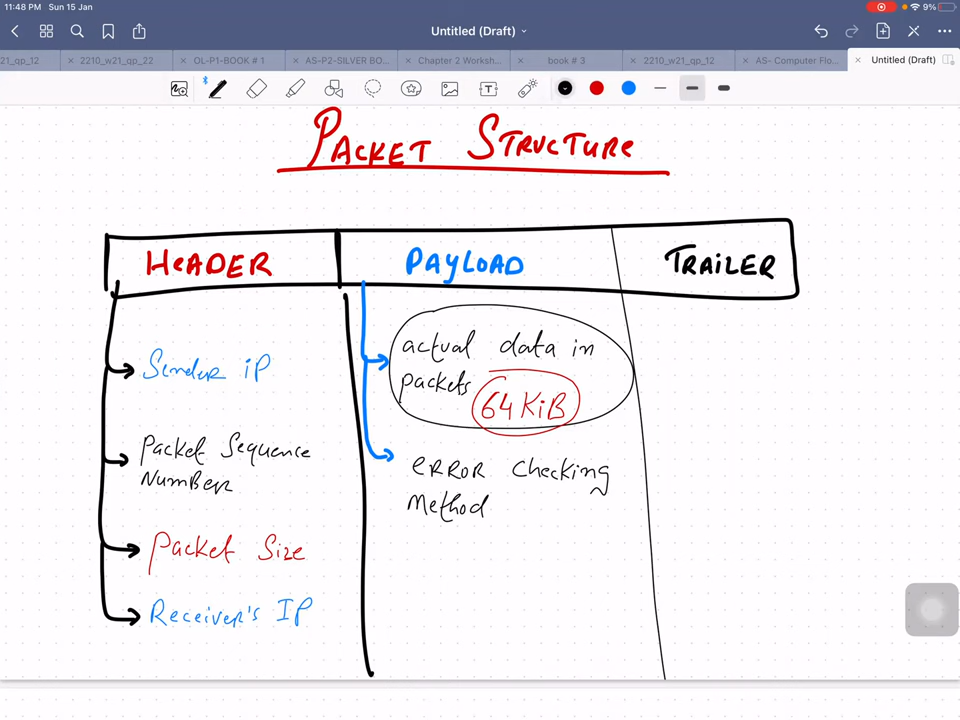 11:48 PM Sun 15 Jan
9%
Untitled (Draft)
21_qp_12
2210_w21_qp_22
OL-P1-BOOK # 1
AS-P2-SILVER BO...
Chapter 2 Worksh...
book # 3
2210_w21_qp_12
AS- Computer Flo...
Untitled (Draft)
PACKET STRUCTURE
HEADER PAYLOAD TRAILER
Sender iP
Packet Sequence
Number
Packet Size
Receiver's IP
actual data in
packets 64 KiB
ERROR checking
Method